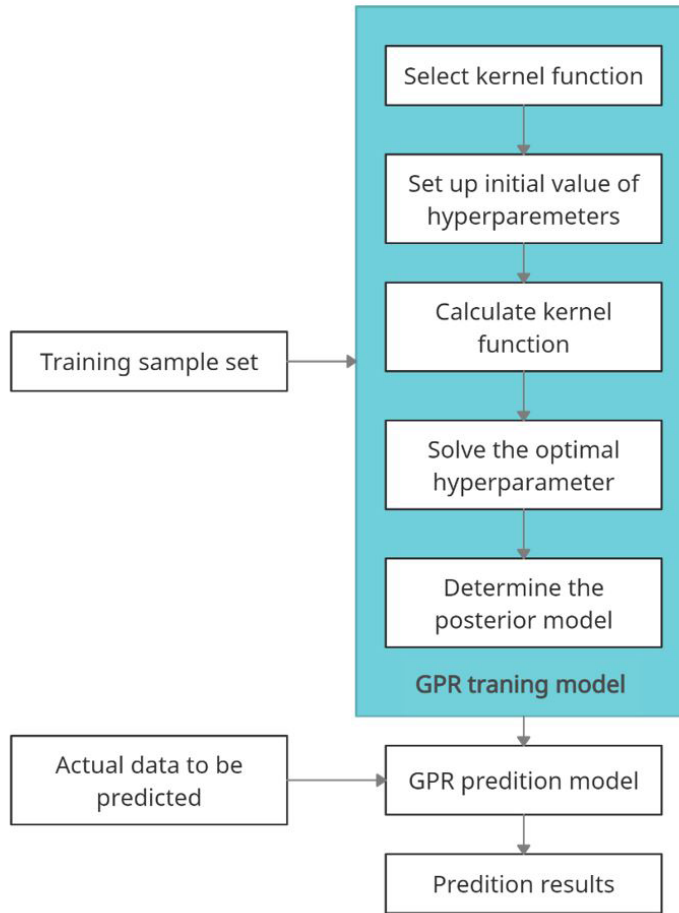 Select kernel function
Set up initial value of
hyperparemeters
Calculate kernel
function
Training sample set
Solve the optimal
hyperparameter
Determine the
posterior model
GPR traning model
Actual data to be
predicted
GPR predition model
Predition results